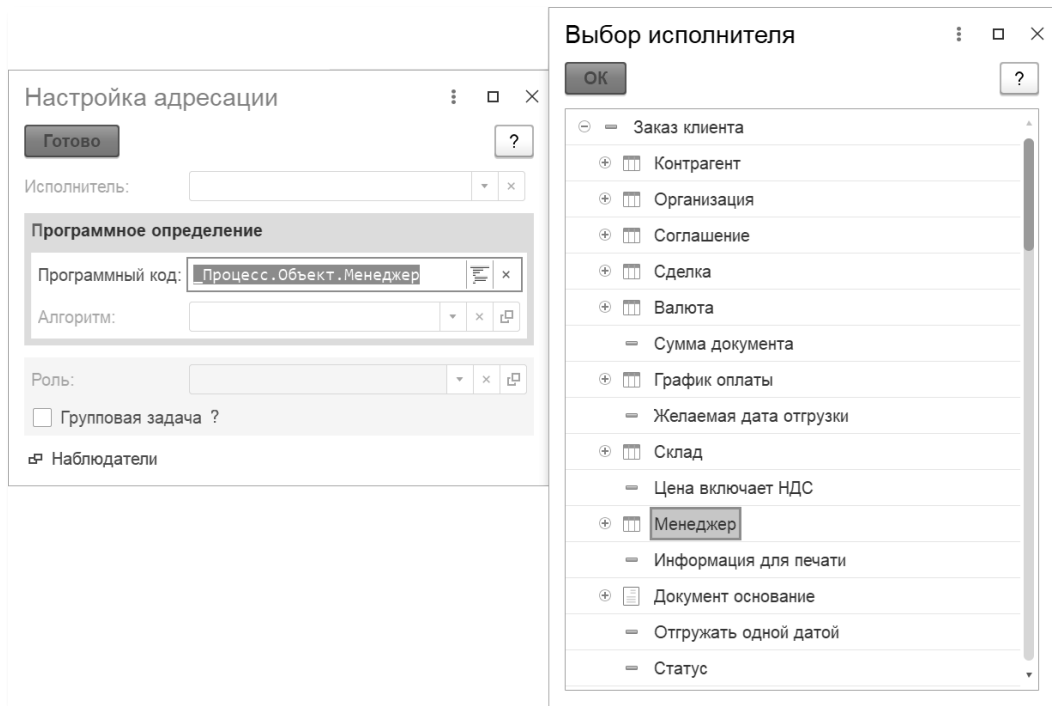 Настройка адресации
Готово
?
Исполнитель:
Программное определение
Программный код: _Процесс.Объект.Менеджер
Алгоритм:
Роль:
Групповая задача ?
Наблюдатели
Выбор исполнителя
ОК
?
Заказ клиента
Контрагент
Организация
Соглашение
Сделка
Валюта
Сумма документа
График оплаты
Желаемая дата отгрузки
Склад
Цена включает НДС
Менеджер
Информация для печати
Документ основание
Отгружать одной датой
Статус